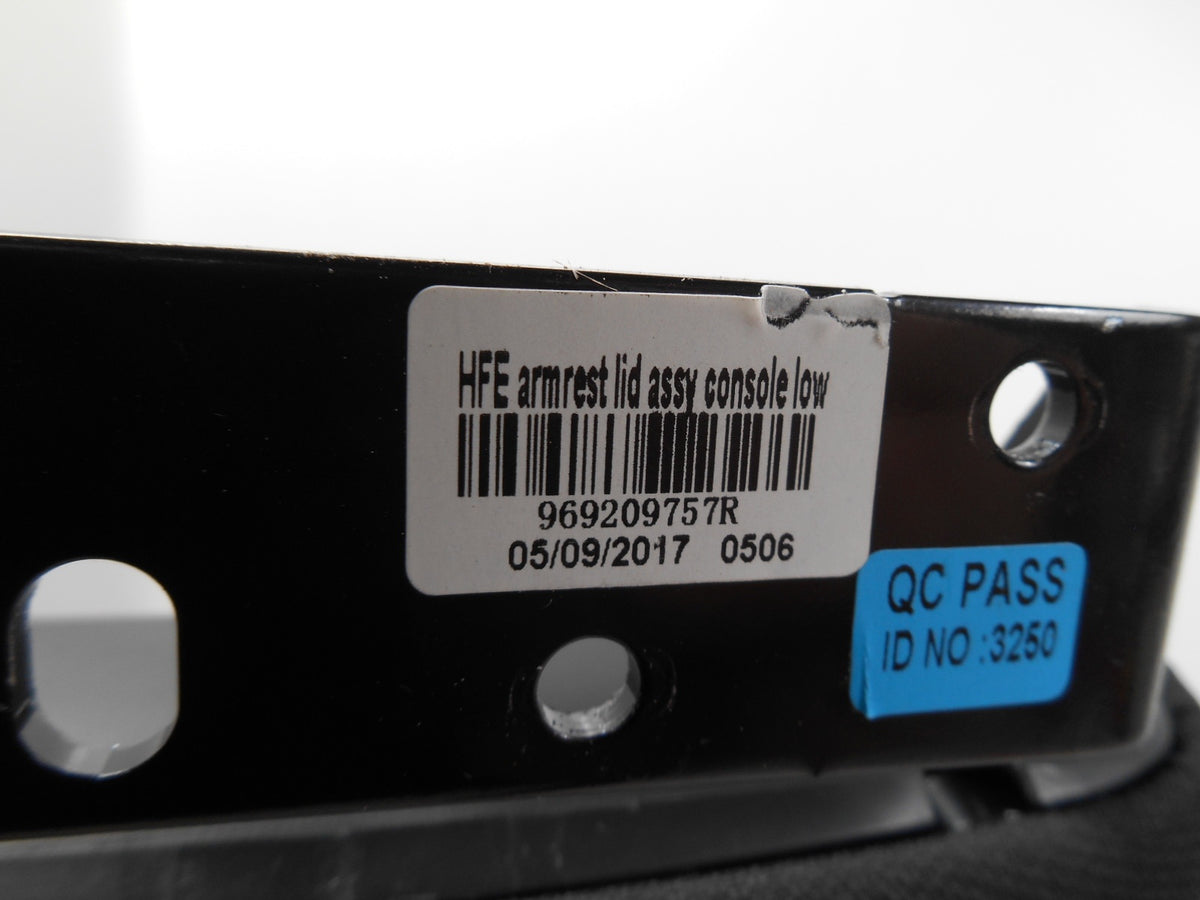 HFE armrest lid assy console low
969209757R
05/09/2017 0506
QC PASS
ID NO :3250